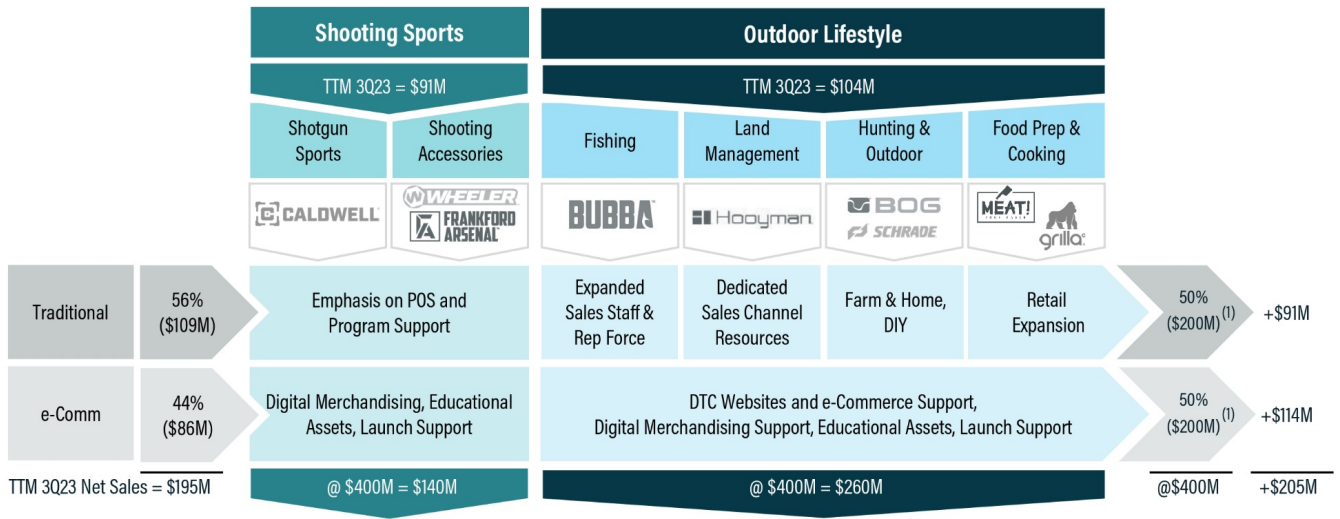 Shooting Sports
Outdoor Lifestyle
TTM 3Q23 = $91M
TTM 3Q23 = $104M
Shotgun
Sports
Shooting
Accessories
Fishing
Land
Management
Hunting &
Outdoor
Food Prep &
Cooking
CALDWELL
WHEELER
FRANKFORD
ARSENAL
BUBBA
Hooyman
BOG
SCHRADE
MEAT!
grilla
Traditional
56%
($109M)
Emphasis on POS and
Program Support
Expanded
Sales Staff &
Rep Force
Dedicated
Sales Channel
Resources
Farm & Home,
DIY
Retail
Expansion
50%
($200M)(1)
+$91M
e-Comm
44%
($86M)
Digital Merchandising, Educational
Assets, Launch Support
DTC Websites and e-Commerce Support,
Digital Merchandising Support, Educational Assets, Launch Support
50%
($200M)(1)
+$114M
TTM 3Q23 Net Sales = $195M
@ $400M = $140M
@ $400M = $260M
@$400M
+$205M